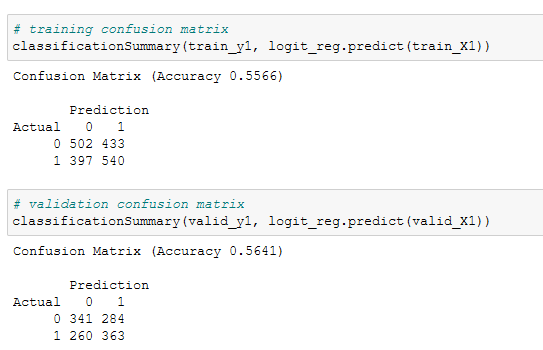 # training confusion matrix
classificationSummary(train_y1, logit_reg.predict(train_X1))
Confusion Matrix (Accuracy 0.5566)
Prediction
Actual 0 1
0 502 433
1 397 540
# validation confusion matrix
classificationSummary(valid_y1, logit_reg.predict(valid_X1))
Confusion Matrix (Accuracy 0.5641)
Prediction
Actual 0 1
0 341 284
1 260 363